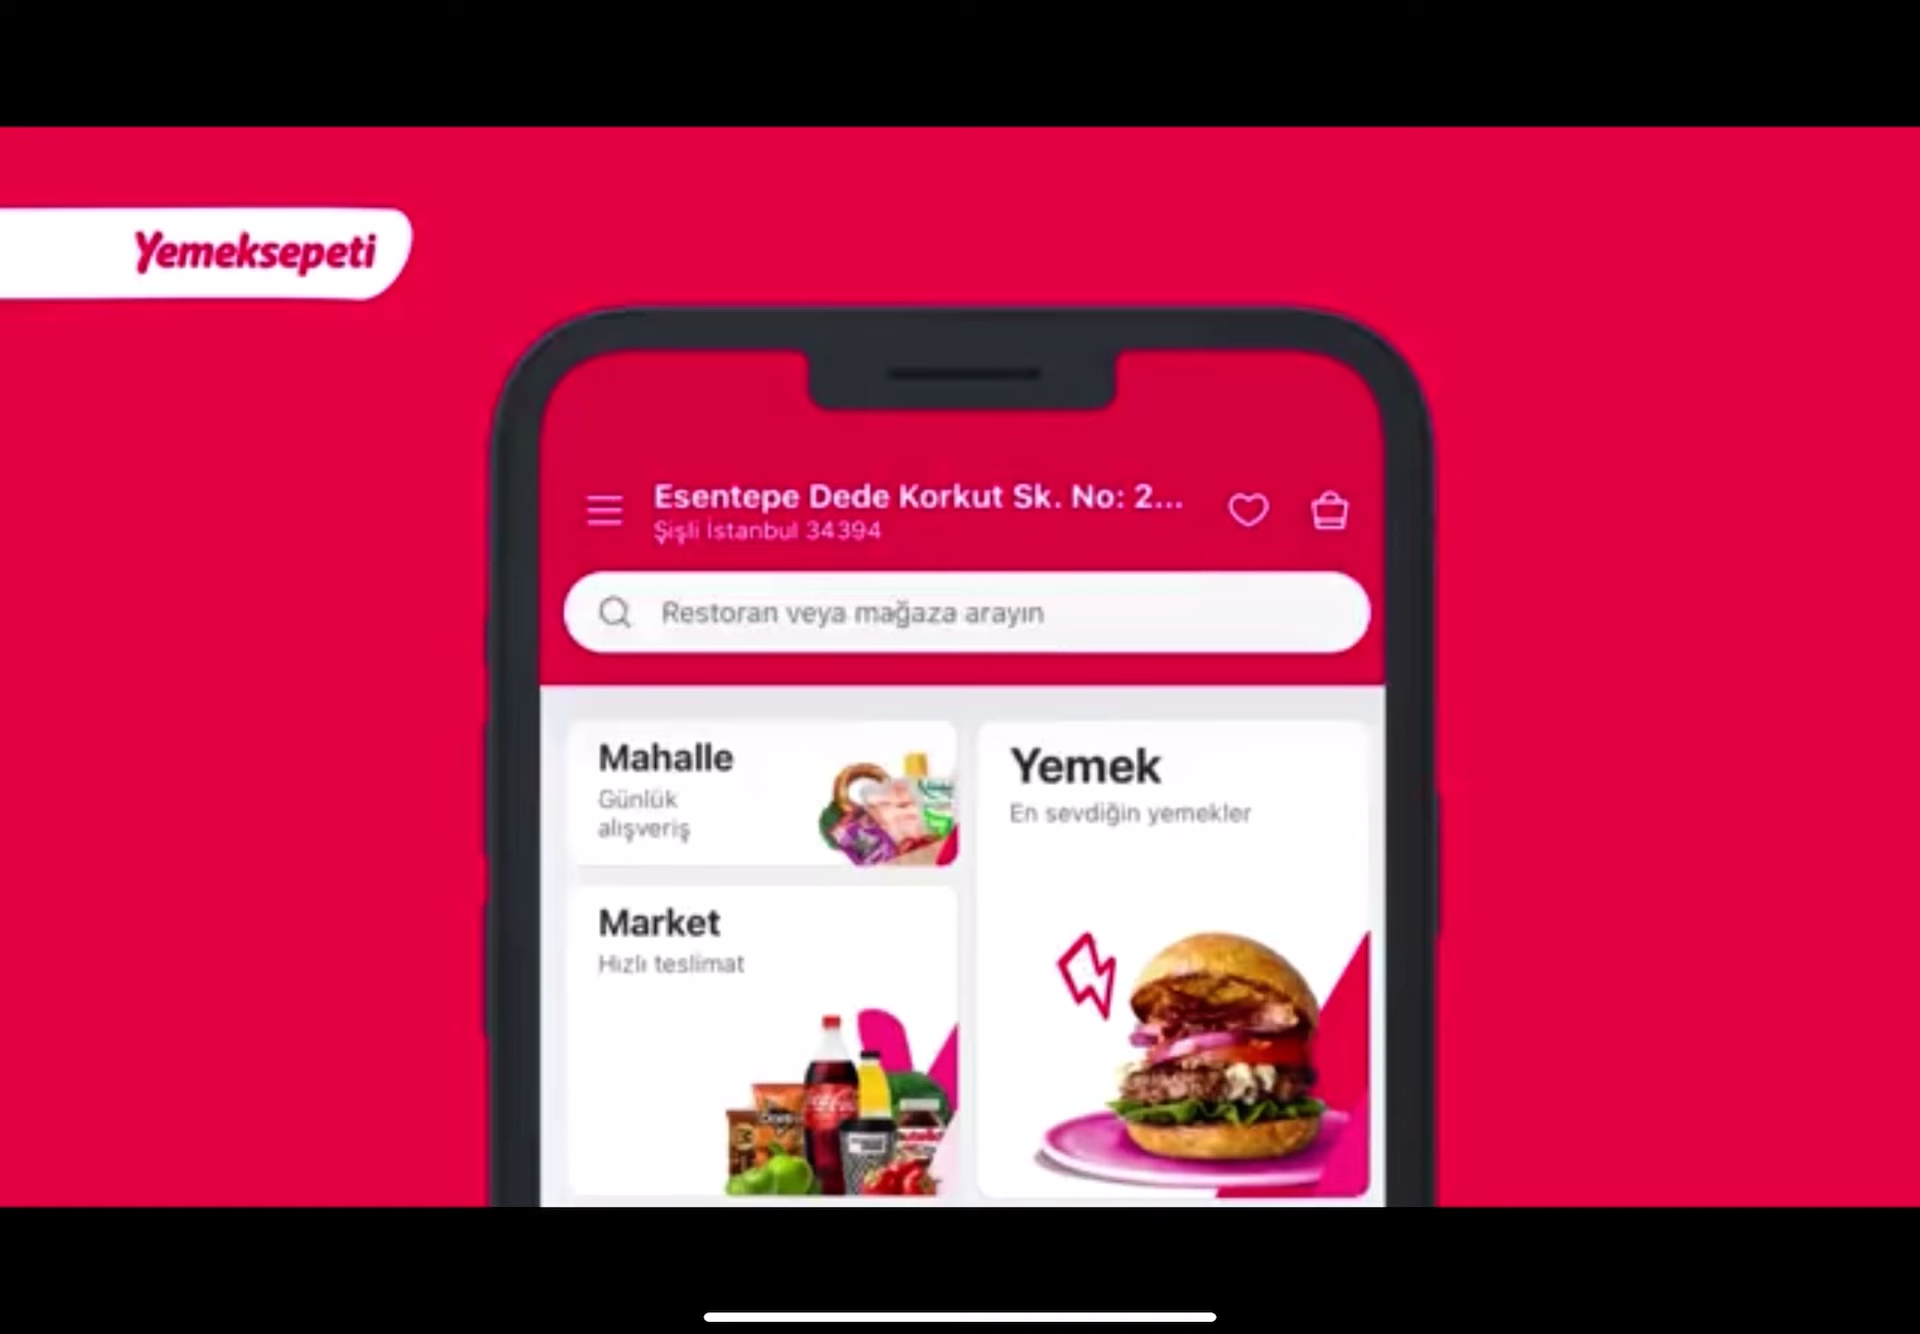 Yemeksepeti
Esentepe Dede Korkut Sk. No: 2...
Şişli İstanbul 34394
Restoran veya mağaza arayın
Mahalle
Günlük
alışveriş
Yemek
En sevdiğin yemekler
Market
Hızlı teslimat